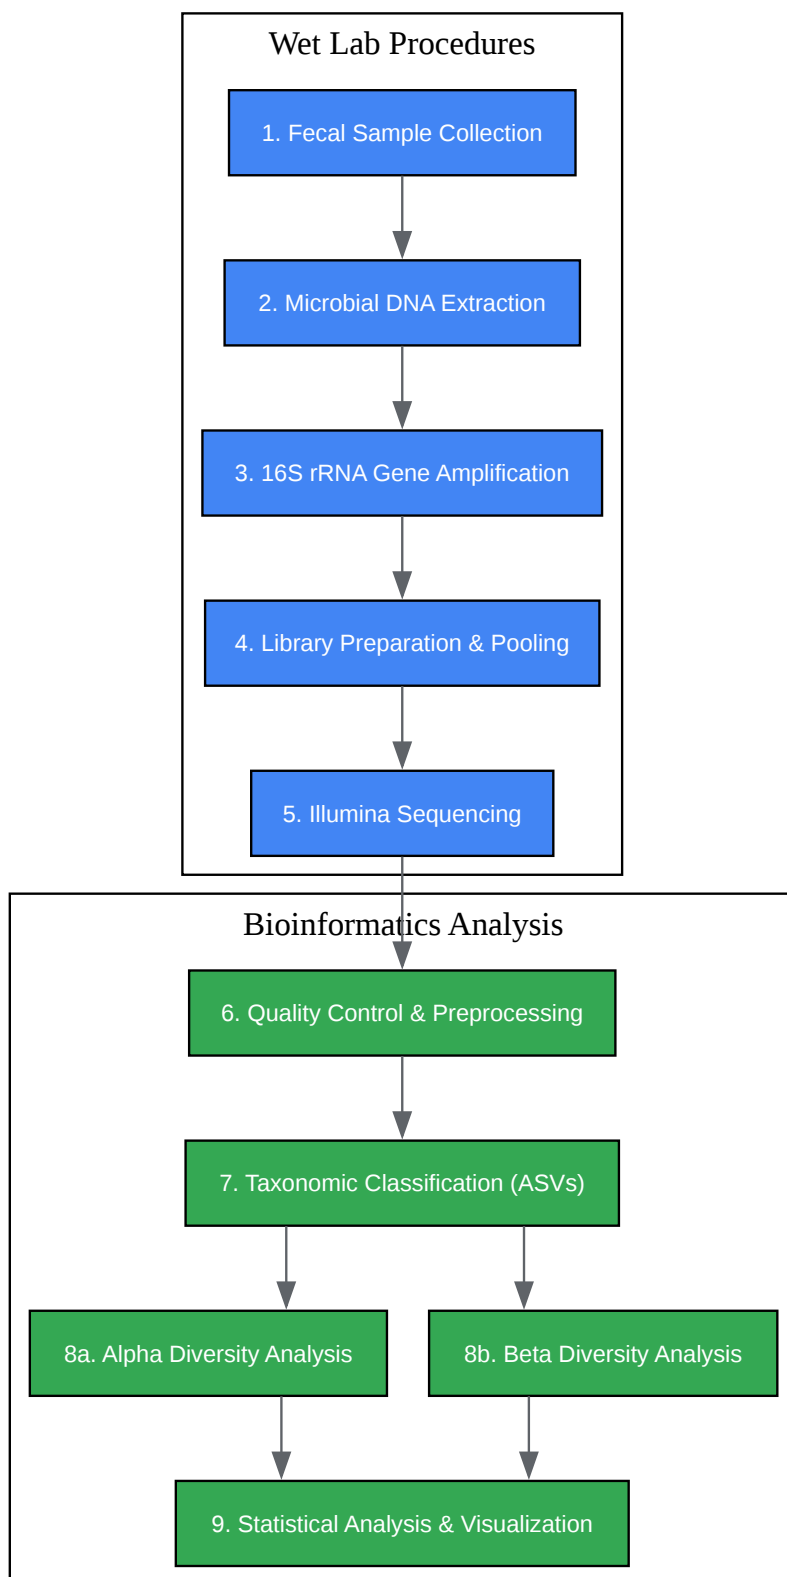 Wet Lab Procedures
1. Fecal Sample Collection
2. Microbial DNA Extraction
3. 16S rRNA Gene Amplification
4. Library Preparation & Pooling
5. Illumina Sequencing
Bioinformatics Analysis
6. Quality Control & Preprocessing
7. Taxonomic Classification (ASVs)
8a. Alpha Diversity Analysis
8b. Beta Diversity Analysis
9. Statistical Analysis & Visualization